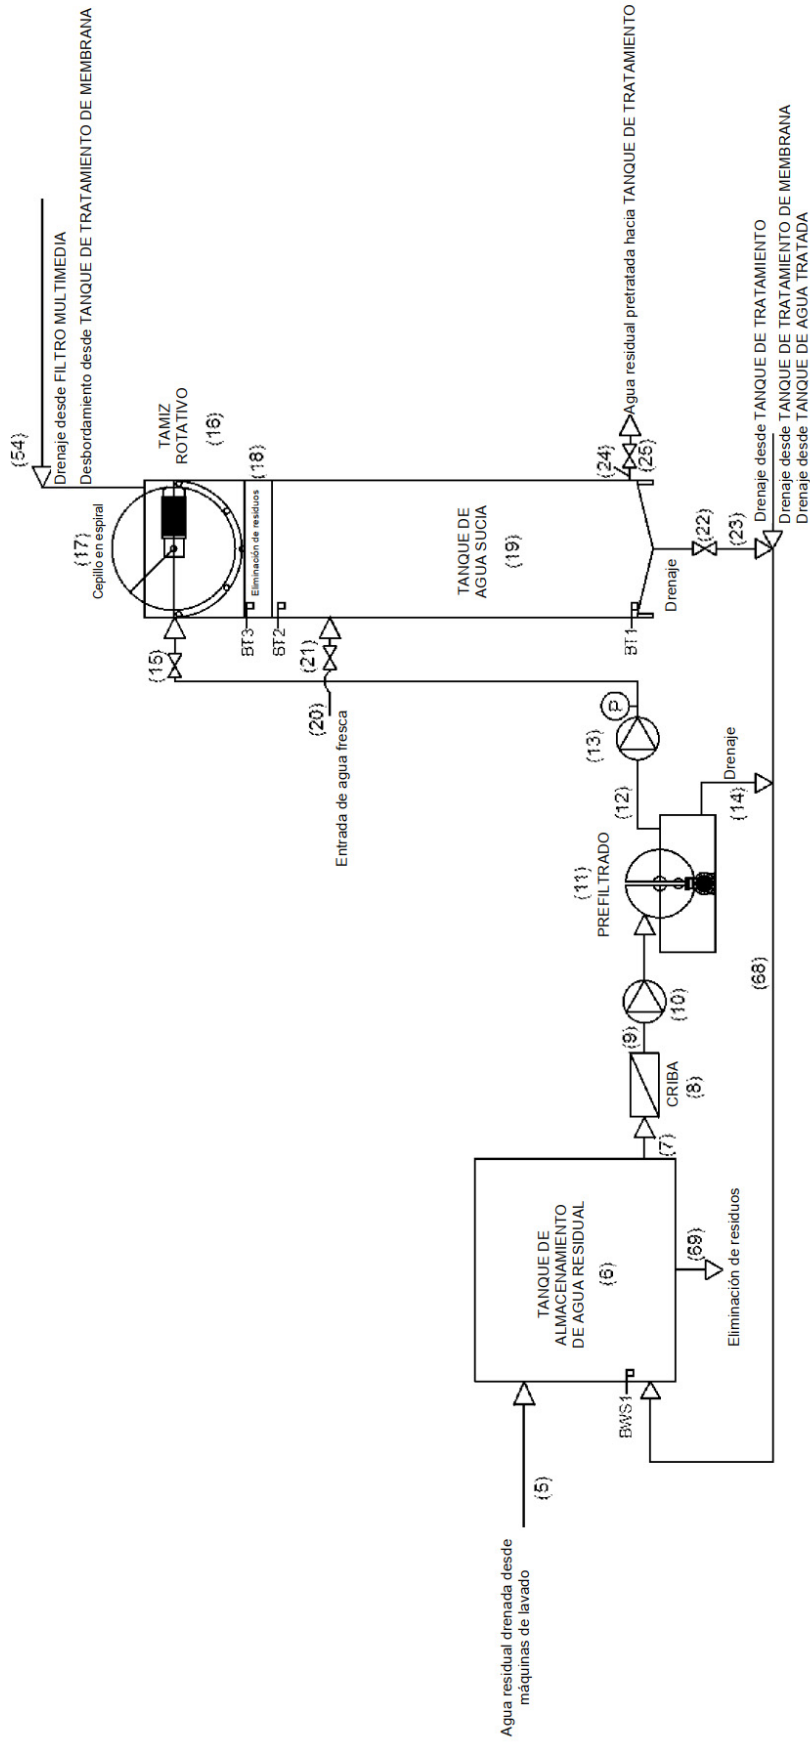 (54)
Drenaje desde FILTRO MULTIMEDIA
Desbordamiento desde TANQUE DE TRATAMIENTO DE MEMBRANA
(17)
Cepillo en espiral
TAMIZ
ROTATIVO
(16)
(18)
Eliminación de residuos
(15)
BT3
BT2
(21)
(20)
Entrada de agua fresca
TANQUE DE
AGUA SUCIA
(19)
BT1
(24)
(25)
Agua residual pretratada hacia TANQUE DE TRATAMIENTO
Drenaje
(22)
(23)
Drenaje desde TANQUE DE TRATAMIENTO
Drenaje desde TANQUE DE TRATAMIENTO DE MEMBRANA
Drenaje desde TANQUE DE AGUA TRATADA
P
(13)
(12)
(11)
PREFILTRADO
Drenaje
(14)
(10)
(9)
CRIBA
(8)
(7)
(68)
TANQUE DE
ALMACENAMIENTO
DE AGUA RESIDUAL
(6)
(69)
Eliminación de residuos
BWS1
(5)
Agua residual drenada desde
máquinas de lavado